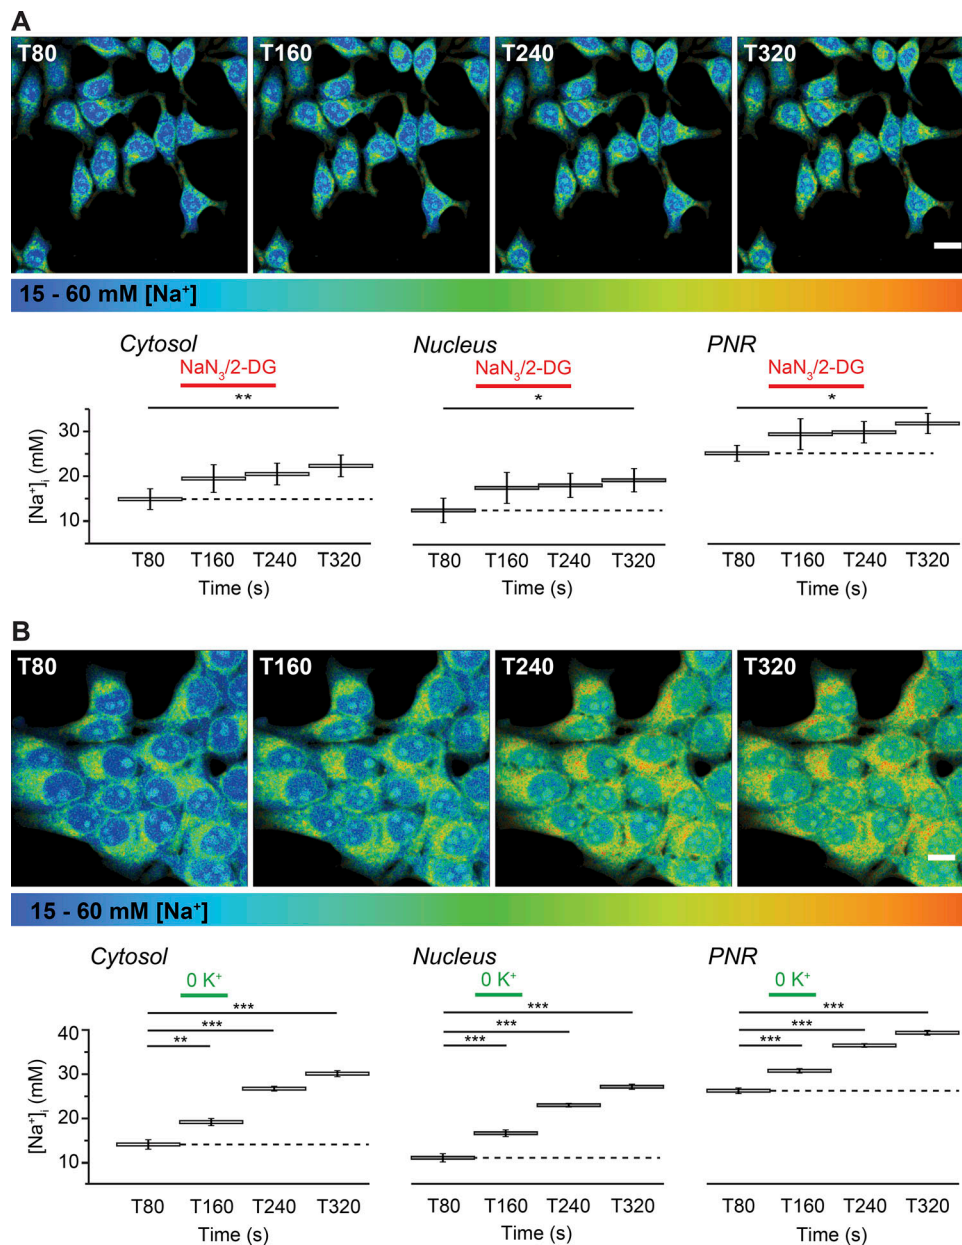 A
T80 T160 T240 T320
15 - 60 mM [Na⁺]
Cytosol Nucleus PNR
NaN₃/2-DG NaN₃/2-DG NaN₃/2-DG
** * *
[Na⁺]ᵢ (mM)
30
20
10
T80 T160 T240 T320 T80 T160 T240 T320 T80 T160 T240 T320
Time (s) Time (s) Time (s)
B
T80 T160 T240 T320
15 - 60 mM [Na⁺]
Cytosol Nucleus PNR
0 K⁺ 0 K⁺ 0 K⁺
*** *** ***
*** *** ***
** *** ***
[Na⁺]ᵢ (mM)
40
30
20
10
T80 T160 T240 T320 T80 T160 T240 T320 T80 T160 T240 T320
Time (s) Time (s) Time (s)